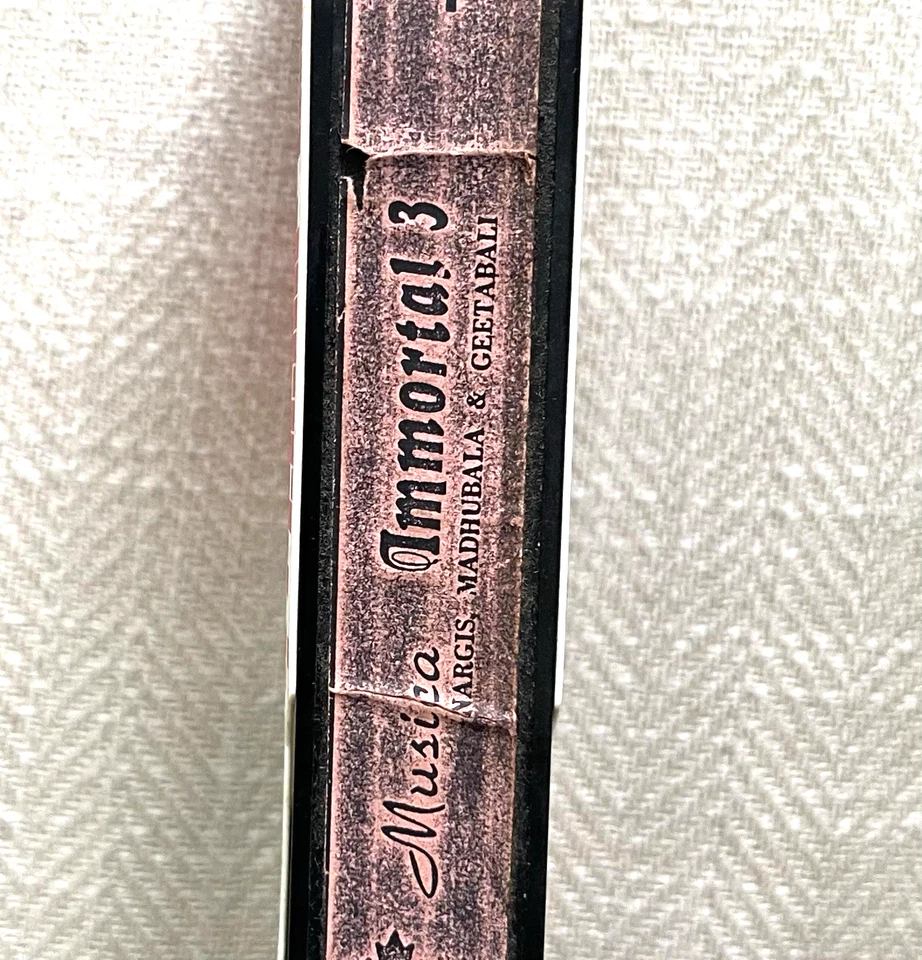 Musica
Immortal 3
NARGIS, MADHUBALA & GEETABALI